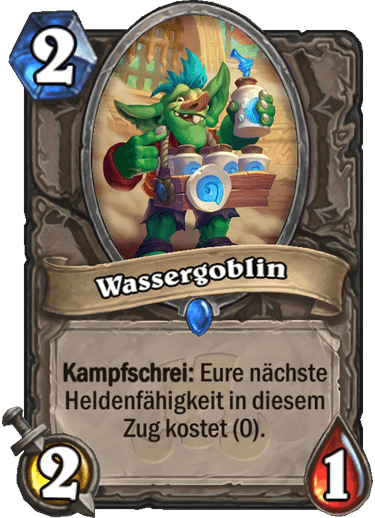 2
Wassergoblin
Kampfschrei: Eure nächste
Heldenfähigkeit in diesem
Zug kostet (0).
2
1